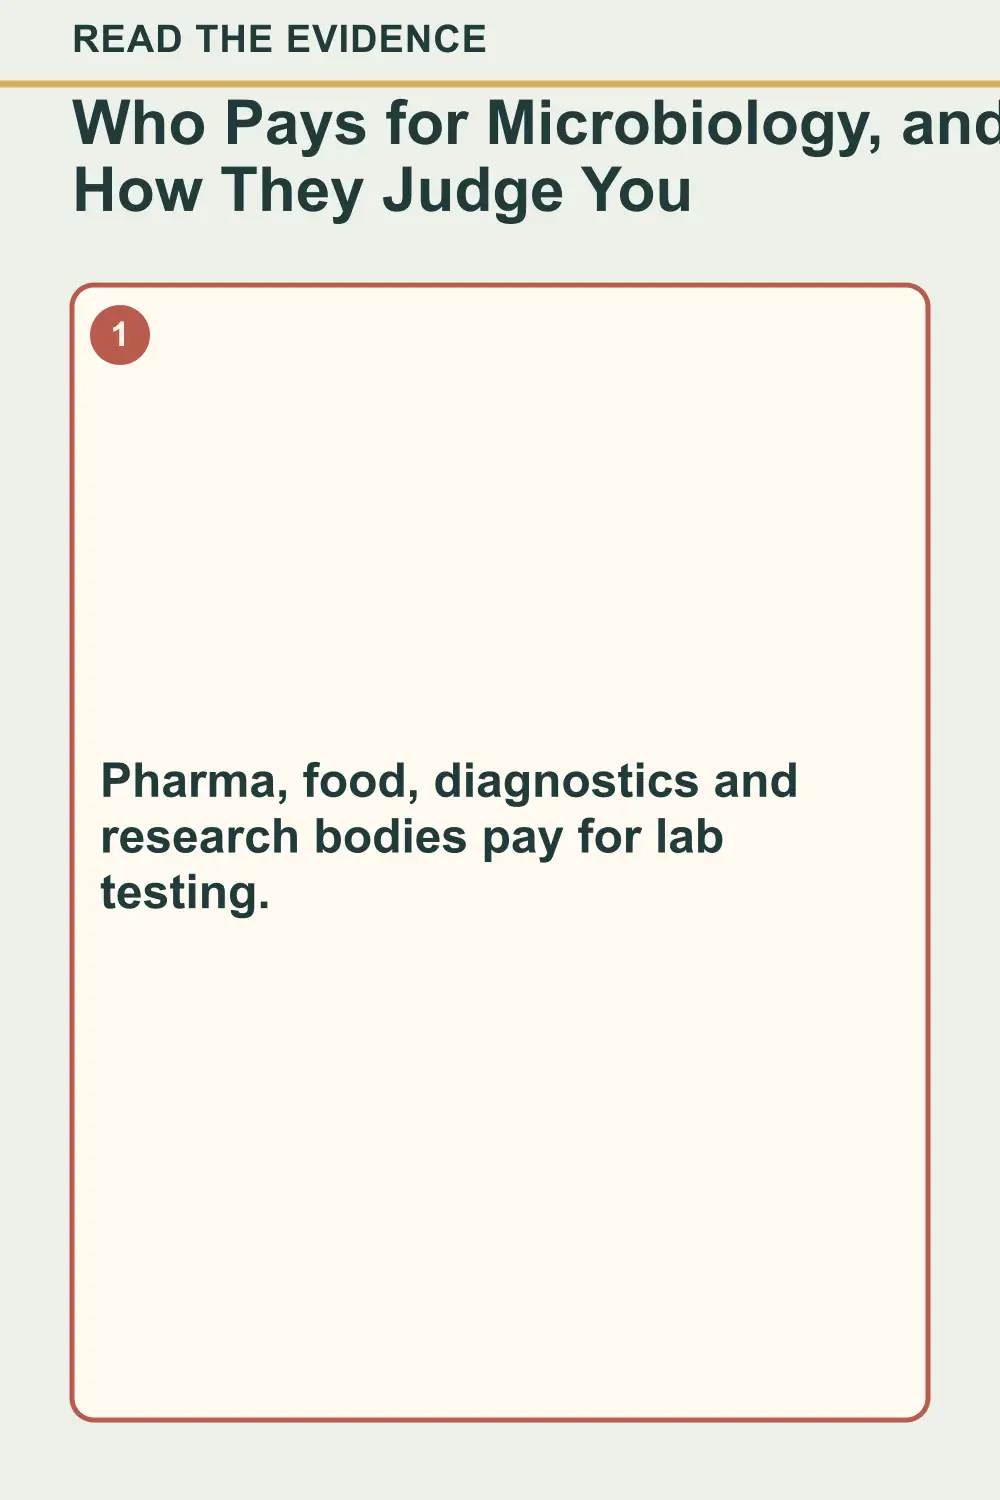 READ THE EVIDENCE
Who Pays for Microbiology, and
How They Judge You
1
Pharma, food, diagnostics and
research bodies pay for lab
testing.